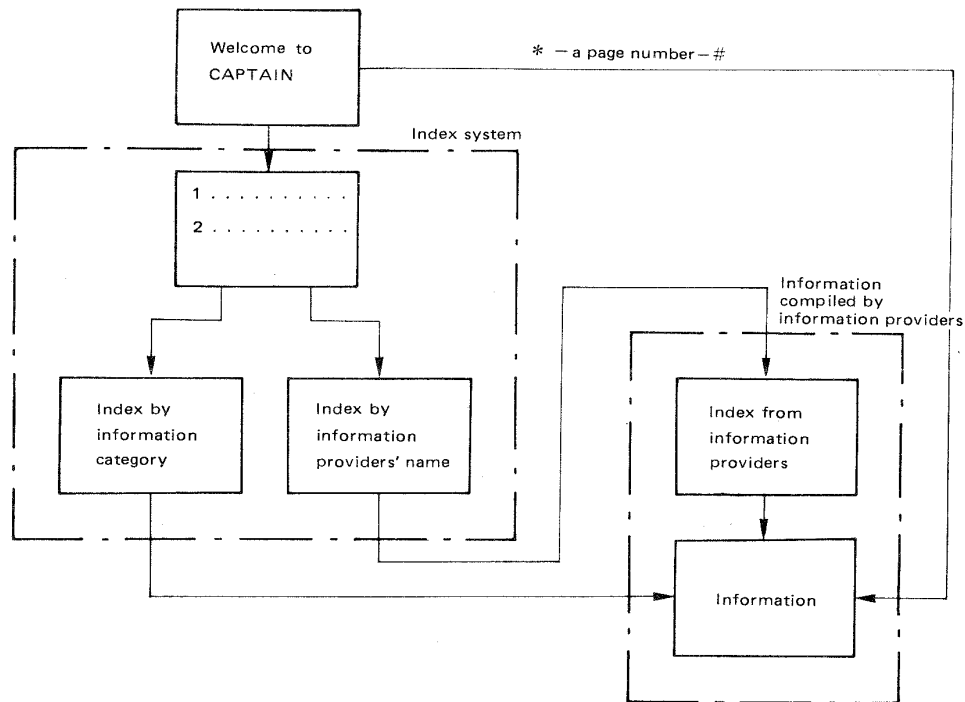 Welcome to
CAPTAIN
* — a page number — #
Index system
1 . . . . . . . . . .
2 . . . . . . . . . .
Information
compiled by
information providers
Index by
information
category
Index by
information
providers' name
Index from
information
providers
Information